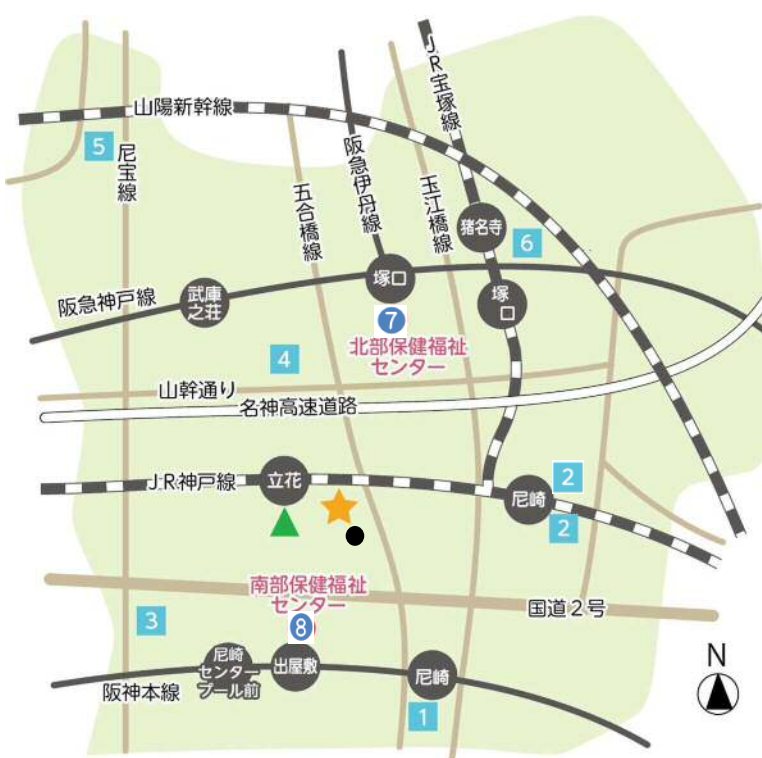 山陽新幹線
JR宝塚線
5
尼宝線
阪急伊丹線
五合橋線
玉江橋線
猪名寺
6
塚口
武庫
之荘
塚
口
阪急神戸線
7
北部保健福祉
センター
4
山幹通り
名神高速道路
JR神戸線
立花
2
尼崎
2
南部保健福祉
センター
国道2号
3
8
尼崎
センター
プール前
出屋敷
尼崎
阪神本線
1
N